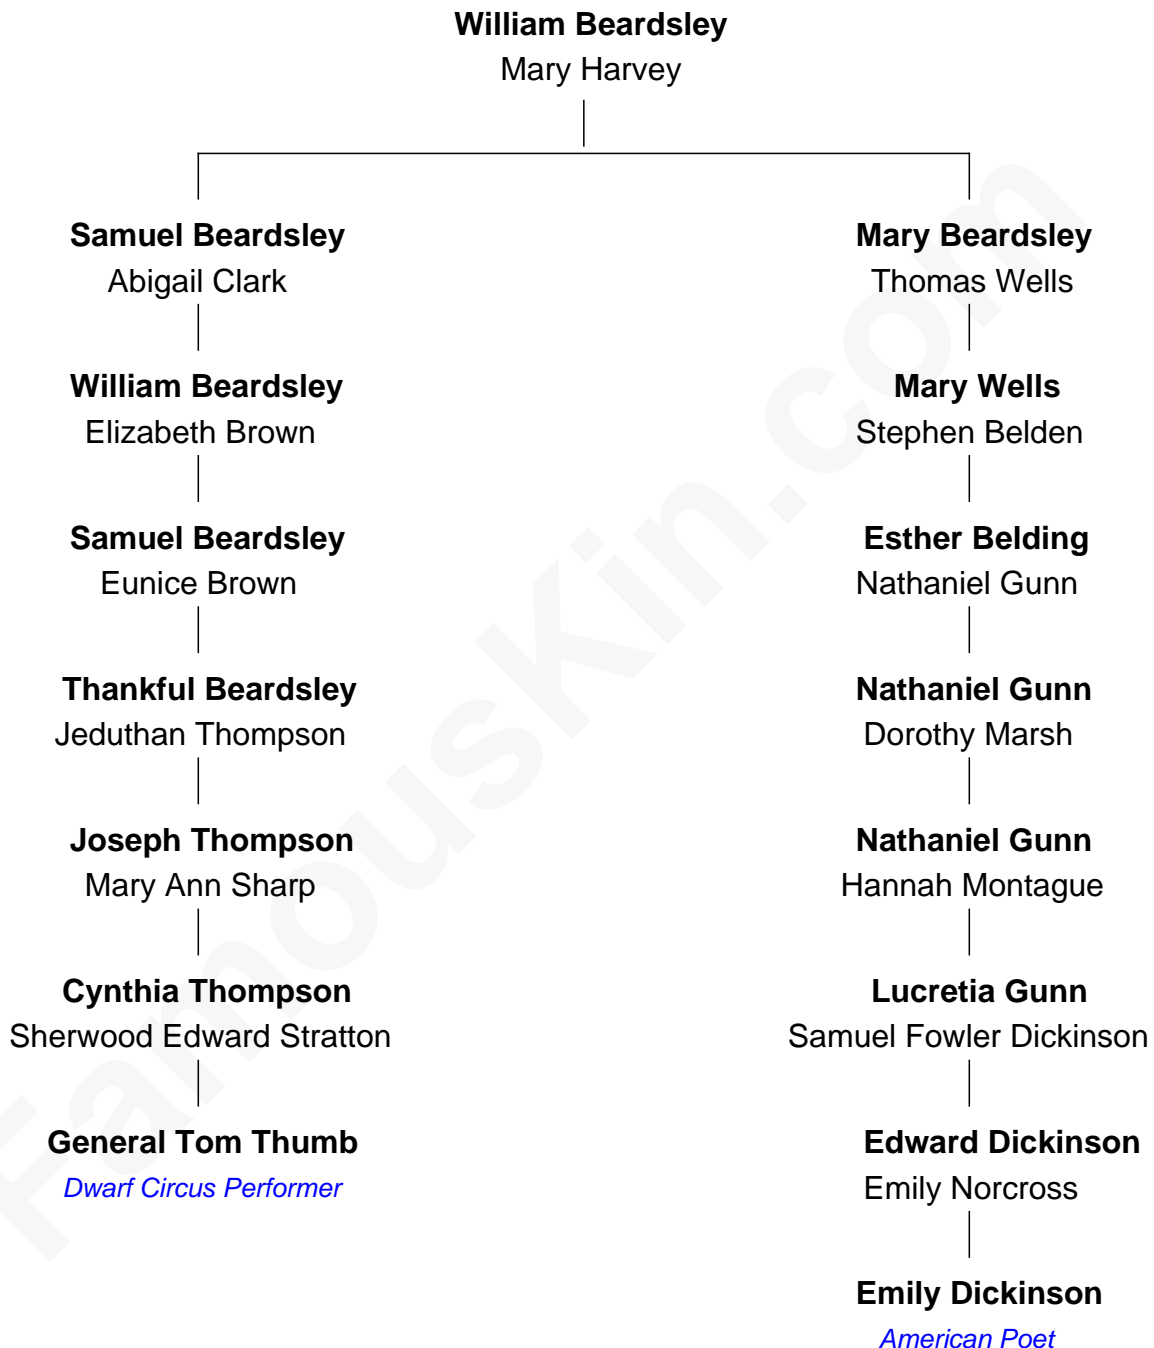 William Beardsley
Mary Harvey
Samuel Beardsley
Abigail Clark
William Beardsley
Elizabeth Brown
Samuel Beardsley
Eunice Brown
Thankful Beardsley
Jeduthan Thompson
Joseph Thompson
Mary Ann Sharp
Cynthia Thompson
Sherwood Edward Stratton
General Tom Thumb
Dwarf Circus Performer
Mary Beardsley
Thomas Wells
Mary Wells
Stephen Belden
Esther Belding
Nathaniel Gunn
Nathaniel Gunn
Dorothy Marsh
Nathaniel Gunn
Hannah Montague
Lucretia Gunn
Samuel Fowler Dickinson
Edward Dickinson
Emily Norcross
Emily Dickinson
American Poet
FamousKin.com